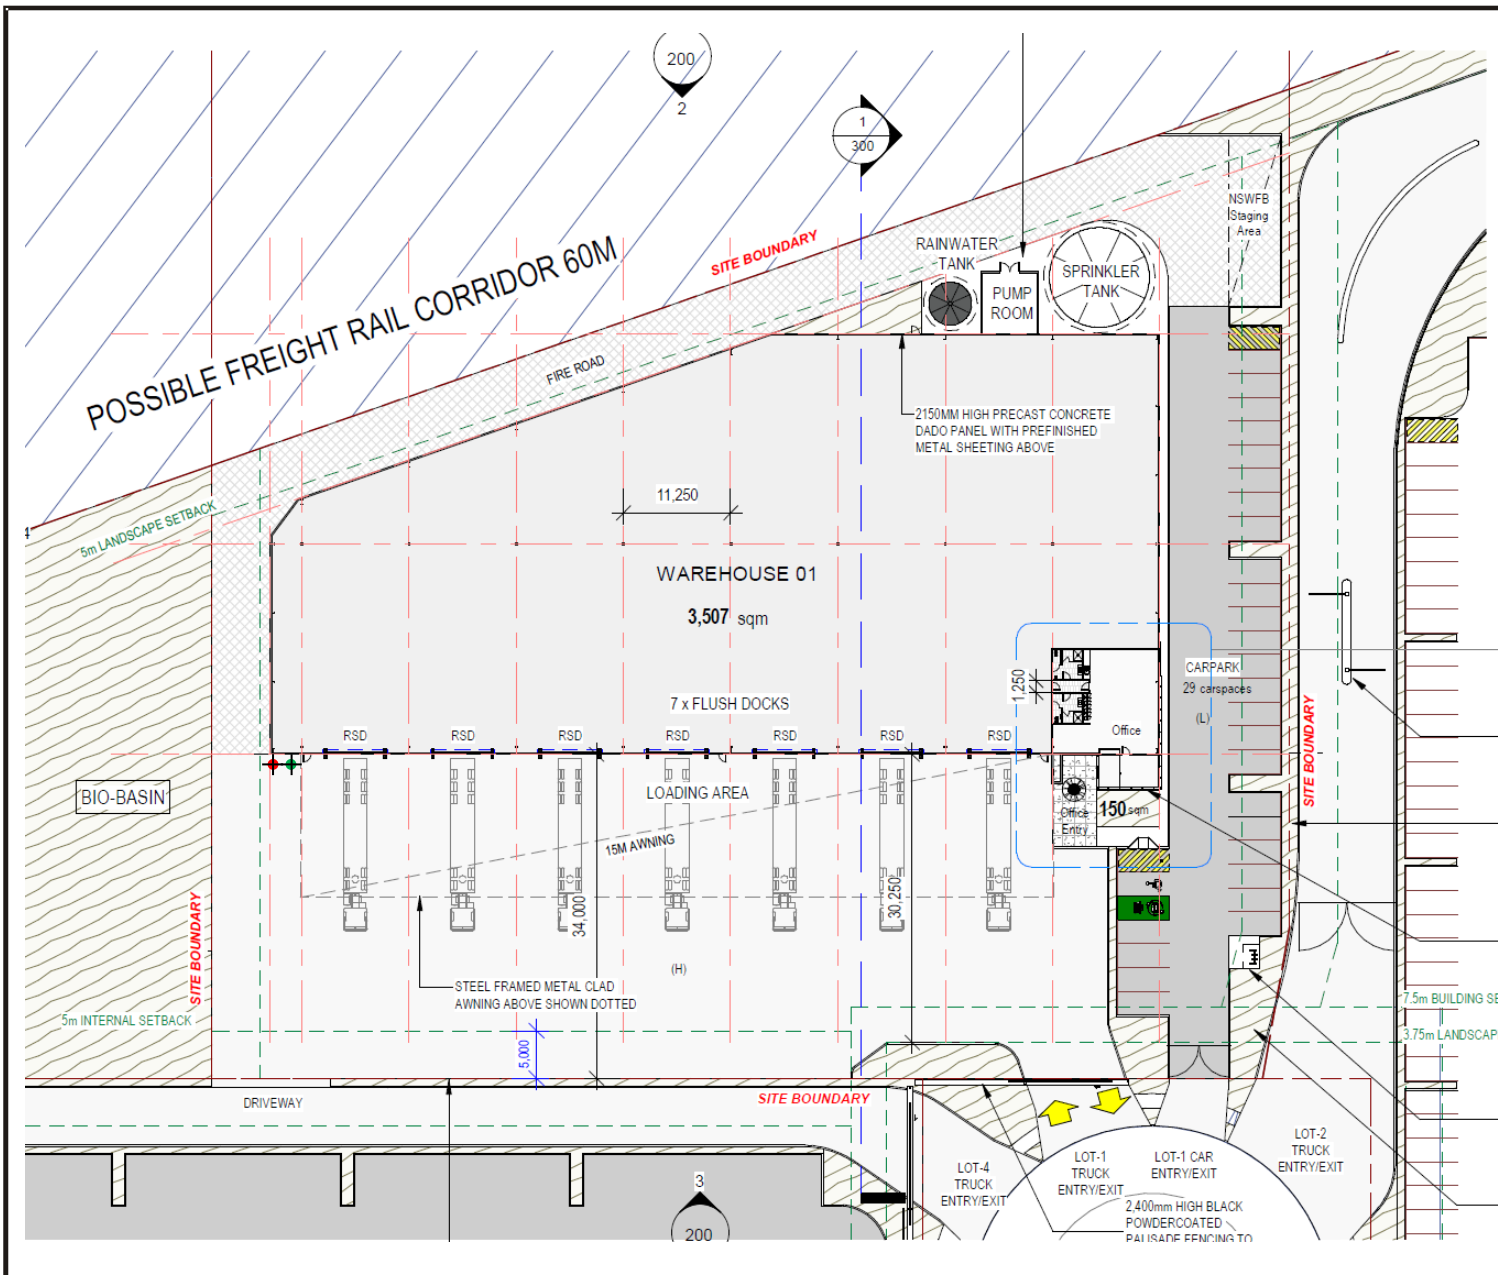 200
2
1
300
NSWFB
Staging
Area
RAINWATER
TANK
SITE BOUNDARY
SPRINKLER
TANK
PUMP
ROOM
POSSIBLE FREIGHT RAIL CORRIDOR 60M
FIRE ROAD
2150MM HIGH PRECAST CONCRETE
DADO PANEL WITH PREFINISHED
METAL SHEETING ABOVE
11,250
5m LANDSCAPE SETBACK
4
WAREHOUSE 01
3,507 sqm
CARPARK
29 carspaces
(L)
1,250
7 x FLUSH DOCKS
Office
RSD
RSD
RSD
RSD
RSD
RSD
RSD
SITE BOUNDARY
BIO-BASIN
LOADING AREA
Office
Entry
150 sqm
15M AWNING
34,000
30,250
SITE BOUNDARY
(H)
STEEL FRAMED METAL CLAD
AWNING ABOVE SHOWN DOTTED
7.5m BUILDING SE
5m INTERNAL SETBACK
3.75m LANDSCAP
5,000
DRIVEWAY
SITE BOUNDARY
LOT-4
TRUCK
ENTRY/EXIT
LOT-1
TRUCK
ENTRY/EXIT
LOT-1 CAR
ENTRY/EXIT
LOT-2
TRUCK
ENTRY/EXIT
3
200
2,400mm HIGH BLACK
POWDERCOATED
PALISADE FENCING TO